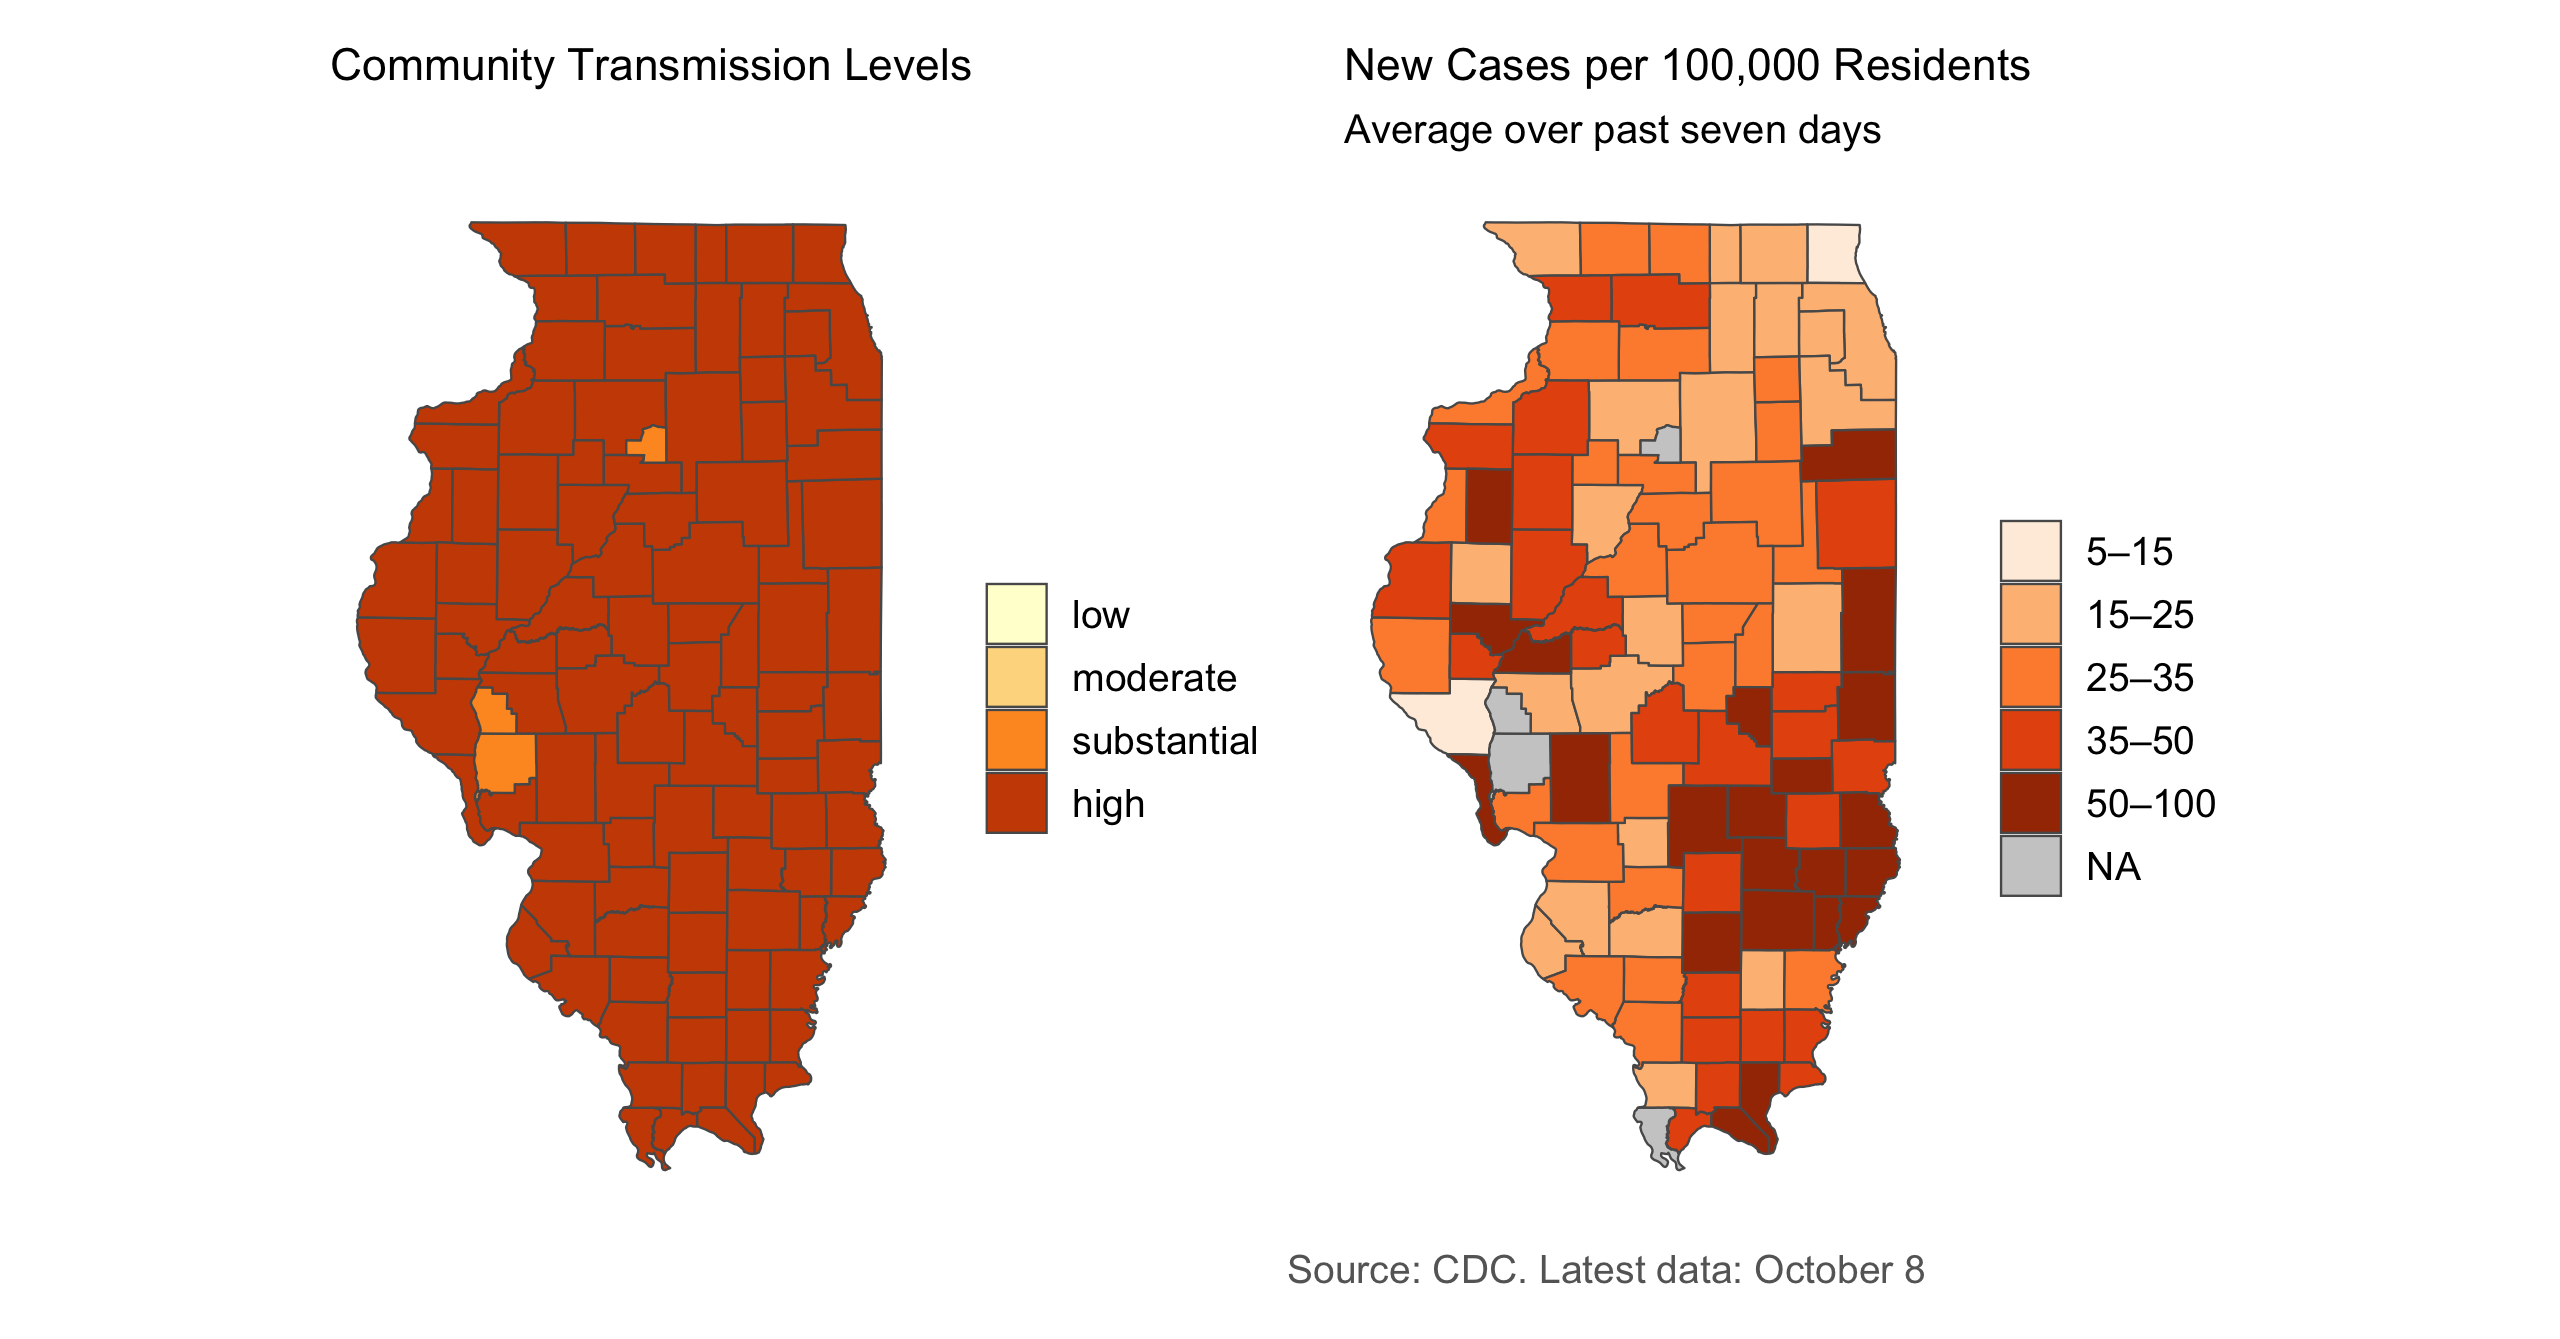 Community Transmission Levels
low
moderate
substantial
high
New Cases per 100,000 Residents
Average over past seven days
5–15
15–25
25–35
35–50
50–100
NA
Source: CDC. Latest data: October 8